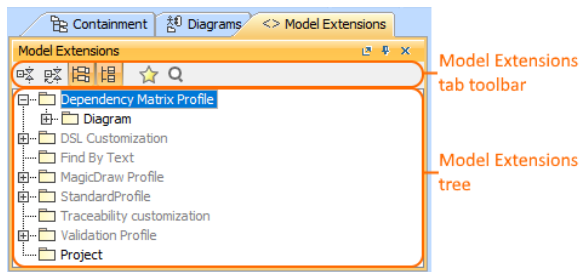 Containment Diagrams <> Model Extensions
Model Extensions
Dependency Matrix Profile
Diagram
DSL Customization
Find By Text
MagicDraw Profile
StandardProfile
Traceability customization
Validation Profile
Project
Model Extensions
tab toolbar
Model Extensions
tree